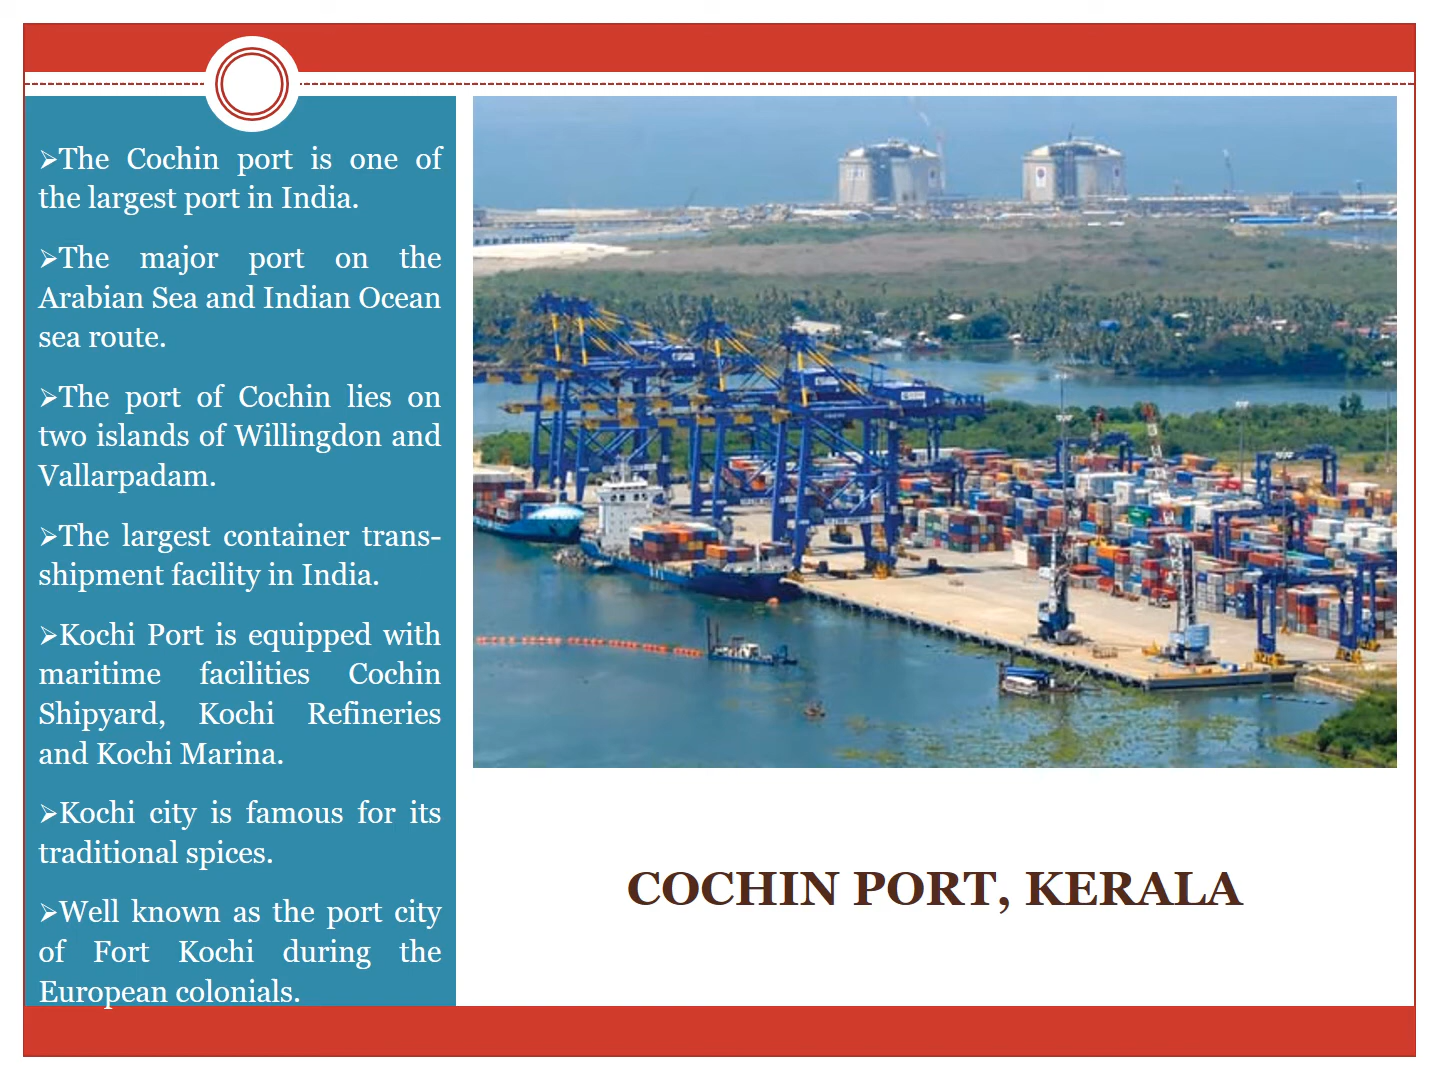 ➢The Cochin port is one of
the largest port in India.
➢The major port on the
Arabian Sea and Indian Ocean
sea route.
➢The port of Cochin lies on
two islands of Willingdon and
Vallarpadam.
➢The largest container trans-
shipment facility in India.
➢Kochi Port is equipped with
maritime facilities Cochin
Shipyard, Kochi Refineries
and Kochi Marina.
➢Kochi city is famous for its
traditional spices.
➢Well known as the port city
of Fort Kochi during the
European colonials.
COCHIN PORT, KERALA